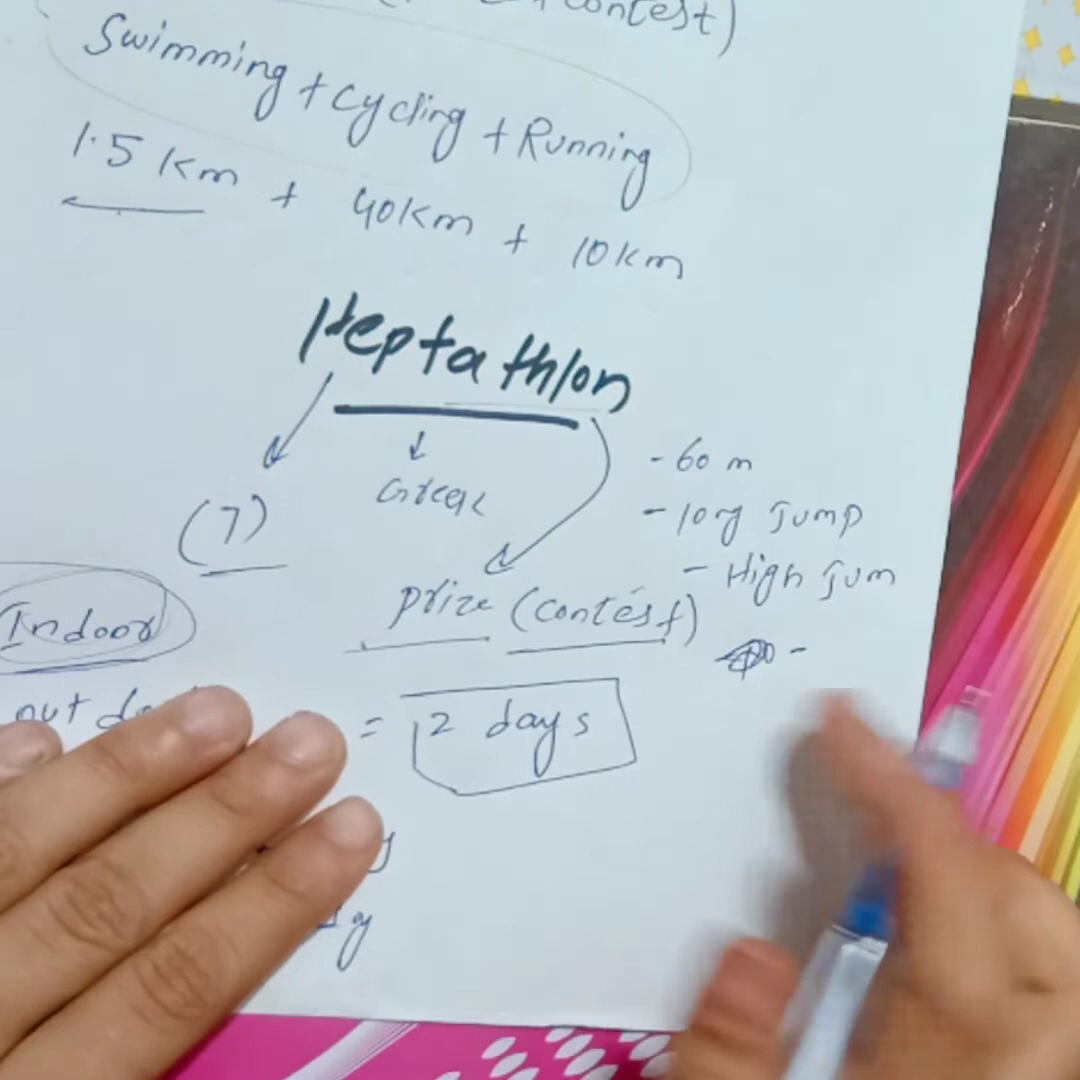 contest)
Swimming + Cycling + Running
1.5 Km + 40Km + 10Km
Heptathlon
- 60 m
Greek
- long Jump
(7)
- High Jum
prize (contest)
Indoor
-
out do
= 2 days
y
y